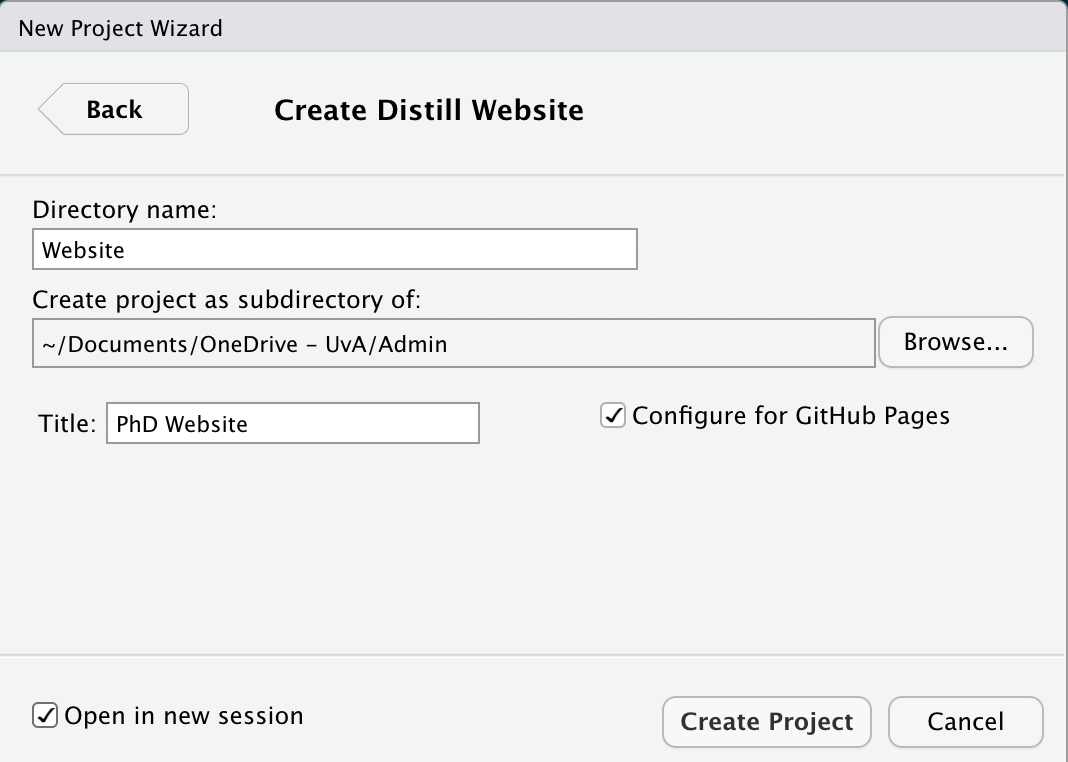 New Project Wizard
Back
Create Distill Website
Directory name:
Website
Create project as subdirectory of:
~/Documents/OneDrive – UvA/Admin
Browse...
Title:
PhD Website
Configure for GitHub Pages
Open in new session
Create Project
Cancel